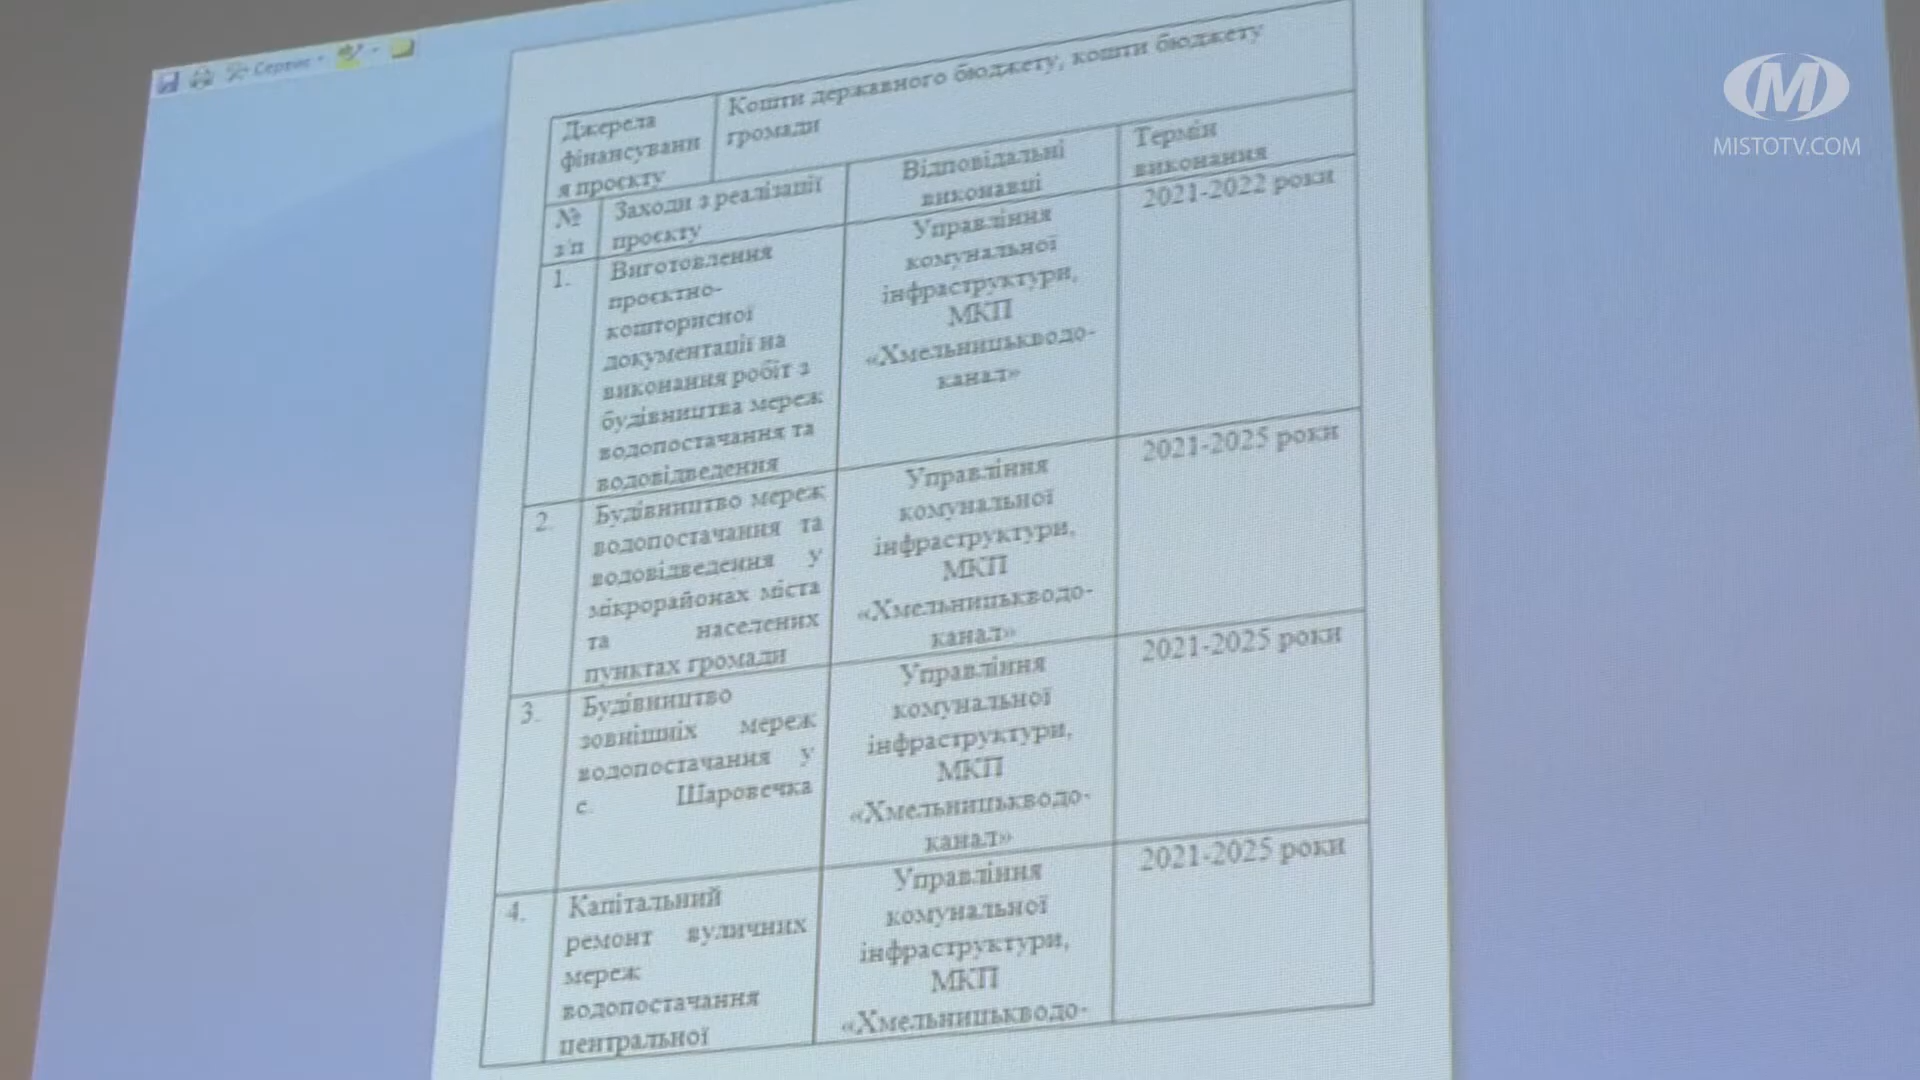 Сервис
M
MISTOTV.COM
Джерела
фінансуванн
я проєкту
Кошти державного бюджету, кошти бюджету
громади
№
з/п
Заходи з реалізації
проєкту
Відповідальні
виконавці
Термін
виконання
1.
Виготовлення
проєктно-
кошторисної
документації на
виконання робіт з
будівництва мереж
водопостачання та
водовідведення
Управління
комунальної
інфраструктури,
МКП
«Хмельницькводо-
канал»
2021-2022 роки
2.
Будівництво мереж
водопостачання та
водовідведення у
мікрорайонах міста
та населених
пунктах громади
Управління
комунальної
інфраструктури,
МКП
«Хмельницькводо-
канал»
2021-2025 роки
3.
Будівництво
зовнішніх мереж
водопостачання у
с. Шаровечка
Управління
комунальної
інфраструктури,
МКП
«Хмельницькводо-
канал»
2021-2025 роки
4.
Капітальний
ремонт вуличних
мереж
водопостачання
центральної
Управління
комунальної
інфраструктури,
МКП
«Хмельницькводо-
2021-2025 роки